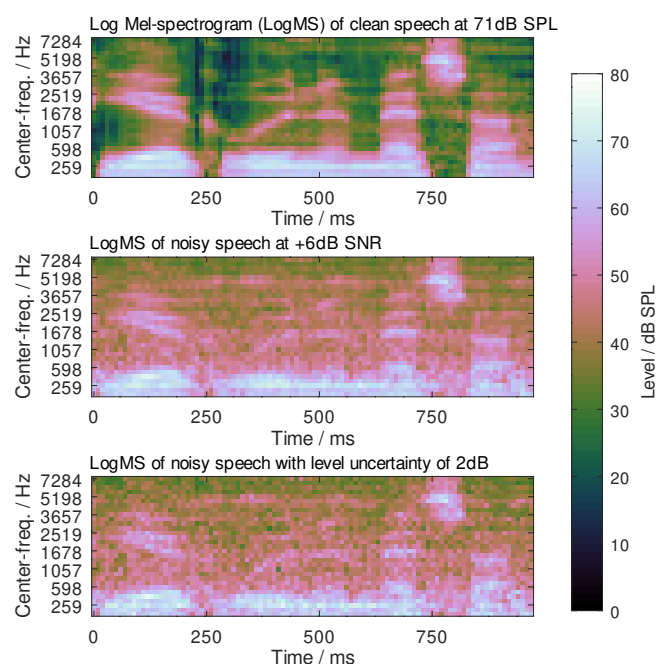 Log Mel-spectrogram (LogMS) of clean speech at 71dB SPL
7284
5198
3657
2519
1678
1057
598
259
Center-freq. / Hz
0 250 500 750
Time / ms
LogMS of noisy speech at +6dB SNR
7284
5198
3657
2519
1678
1057
598
259
Center-freq. / Hz
0 250 500 750
Time / ms
LogMS of noisy speech with level uncertainty of 2dB
7284
5198
3657
2519
1678
1057
598
259
Center-freq. / Hz
0 250 500 750
Time / ms
80
70
60
50
40
30
20
10
0
Level / dB SPL